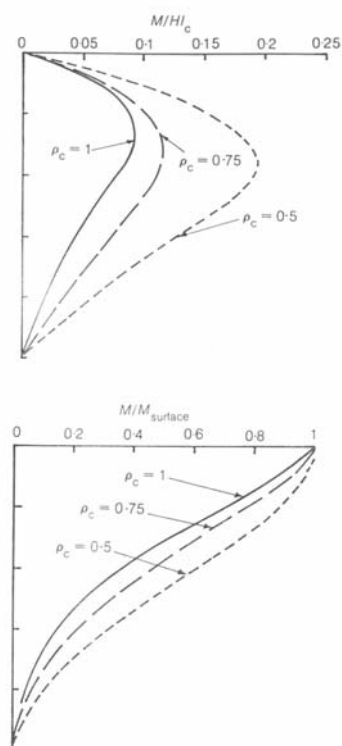 M/Hl_c
0 0·05 0·1 0·15 0·2 0·25
ρ_c = 1
ρ_c = 0·75
ρ_c = 0·5
M/M_surface
0 0·2 0·4 0·6 0·8 1
ρ_c = 1
ρ_c = 0·75
ρ_c = 0·5